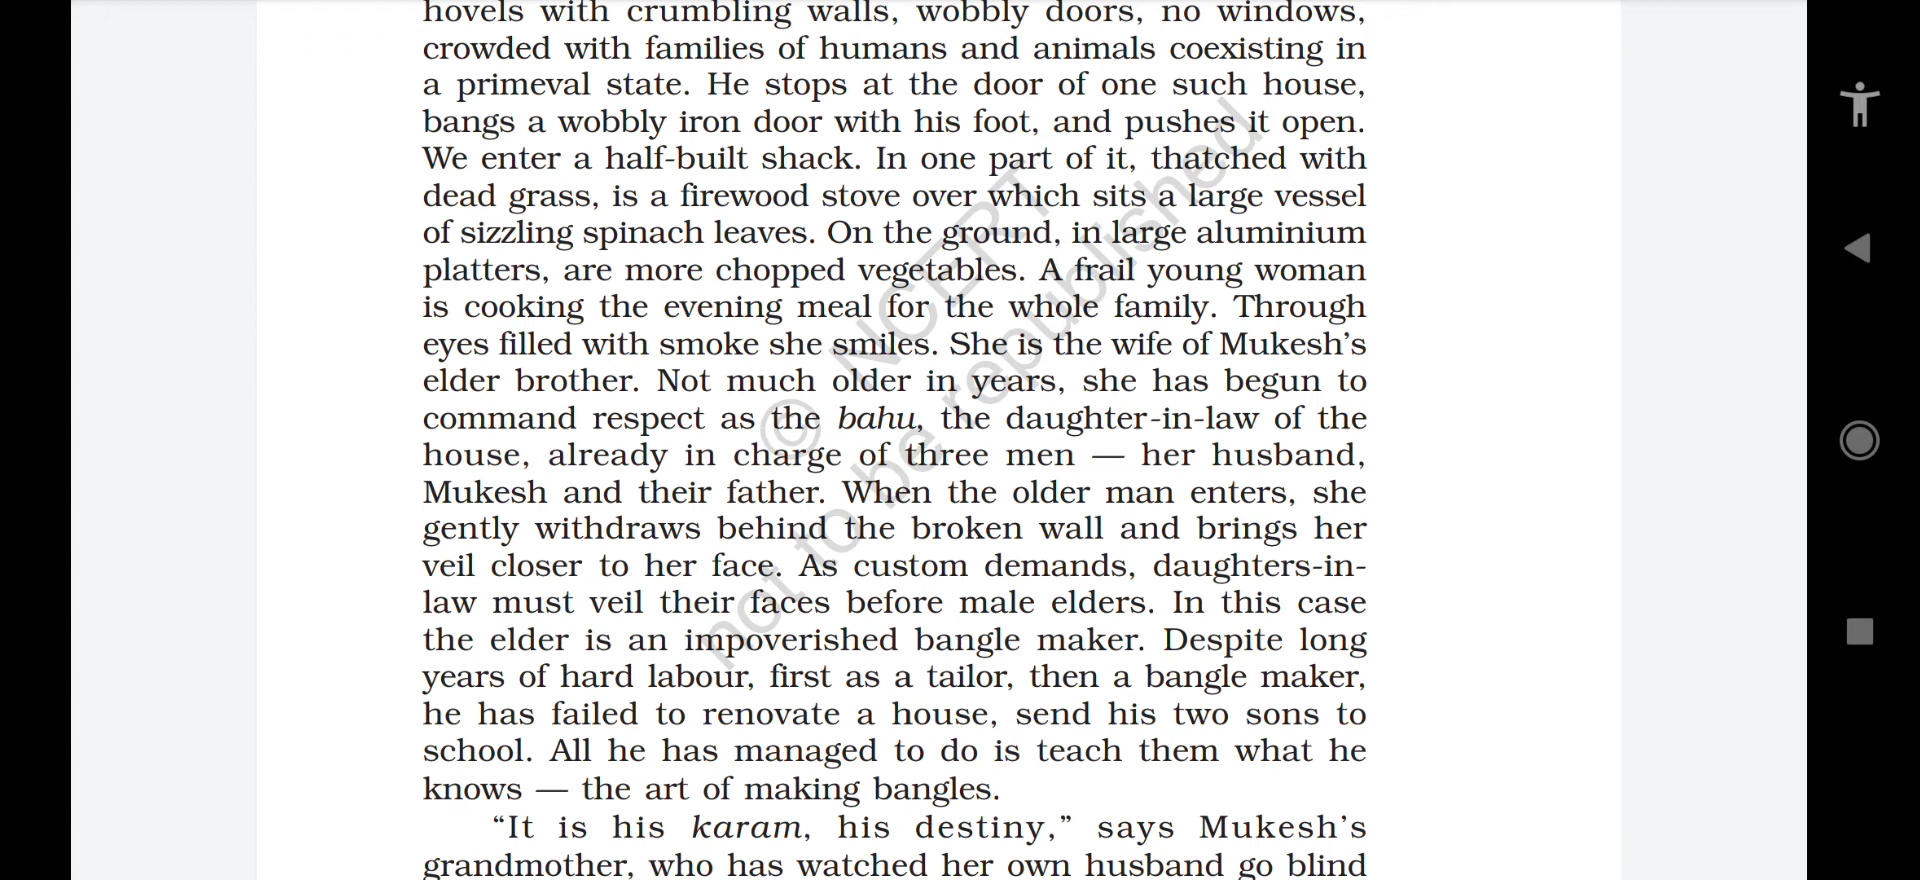 hovels with crumbling walls, wobbly doors, no windows,
crowded with families of humans and animals coexisting in
a primeval state. He stops at the door of one such house,
bangs a wobbly iron door with his foot, and pushes it open.
We enter a half-built shack. In one part of it, thatched with
dead grass, is a firewood stove over which sits a large vessel
of sizzling spinach leaves. On the ground, in large aluminium
platters, are more chopped vegetables. A frail young woman
is cooking the evening meal for the whole family. Through
eyes filled with smoke she smiles. She is the wife of Mukesh’s
elder brother. Not much older in years, she has begun to
command respect as the bahu, the daughter-in-law of the
house, already in charge of three men — her husband,
Mukesh and their father. When the older man enters, she
gently withdraws behind the broken wall and brings her
veil closer to her face. As custom demands, daughters-in-
law must veil their faces before male elders. In this case
the elder is an impoverished bangle maker. Despite long
years of hard labour, first as a tailor, then a bangle maker,
he has failed to renovate a house, send his two sons to
school. All he has managed to do is teach them what he
knows — the art of making bangles.
“It is his karam, his destiny,” says Mukesh’s
grandmother, who has watched her own husband go blind
© NCERT
not to be republished